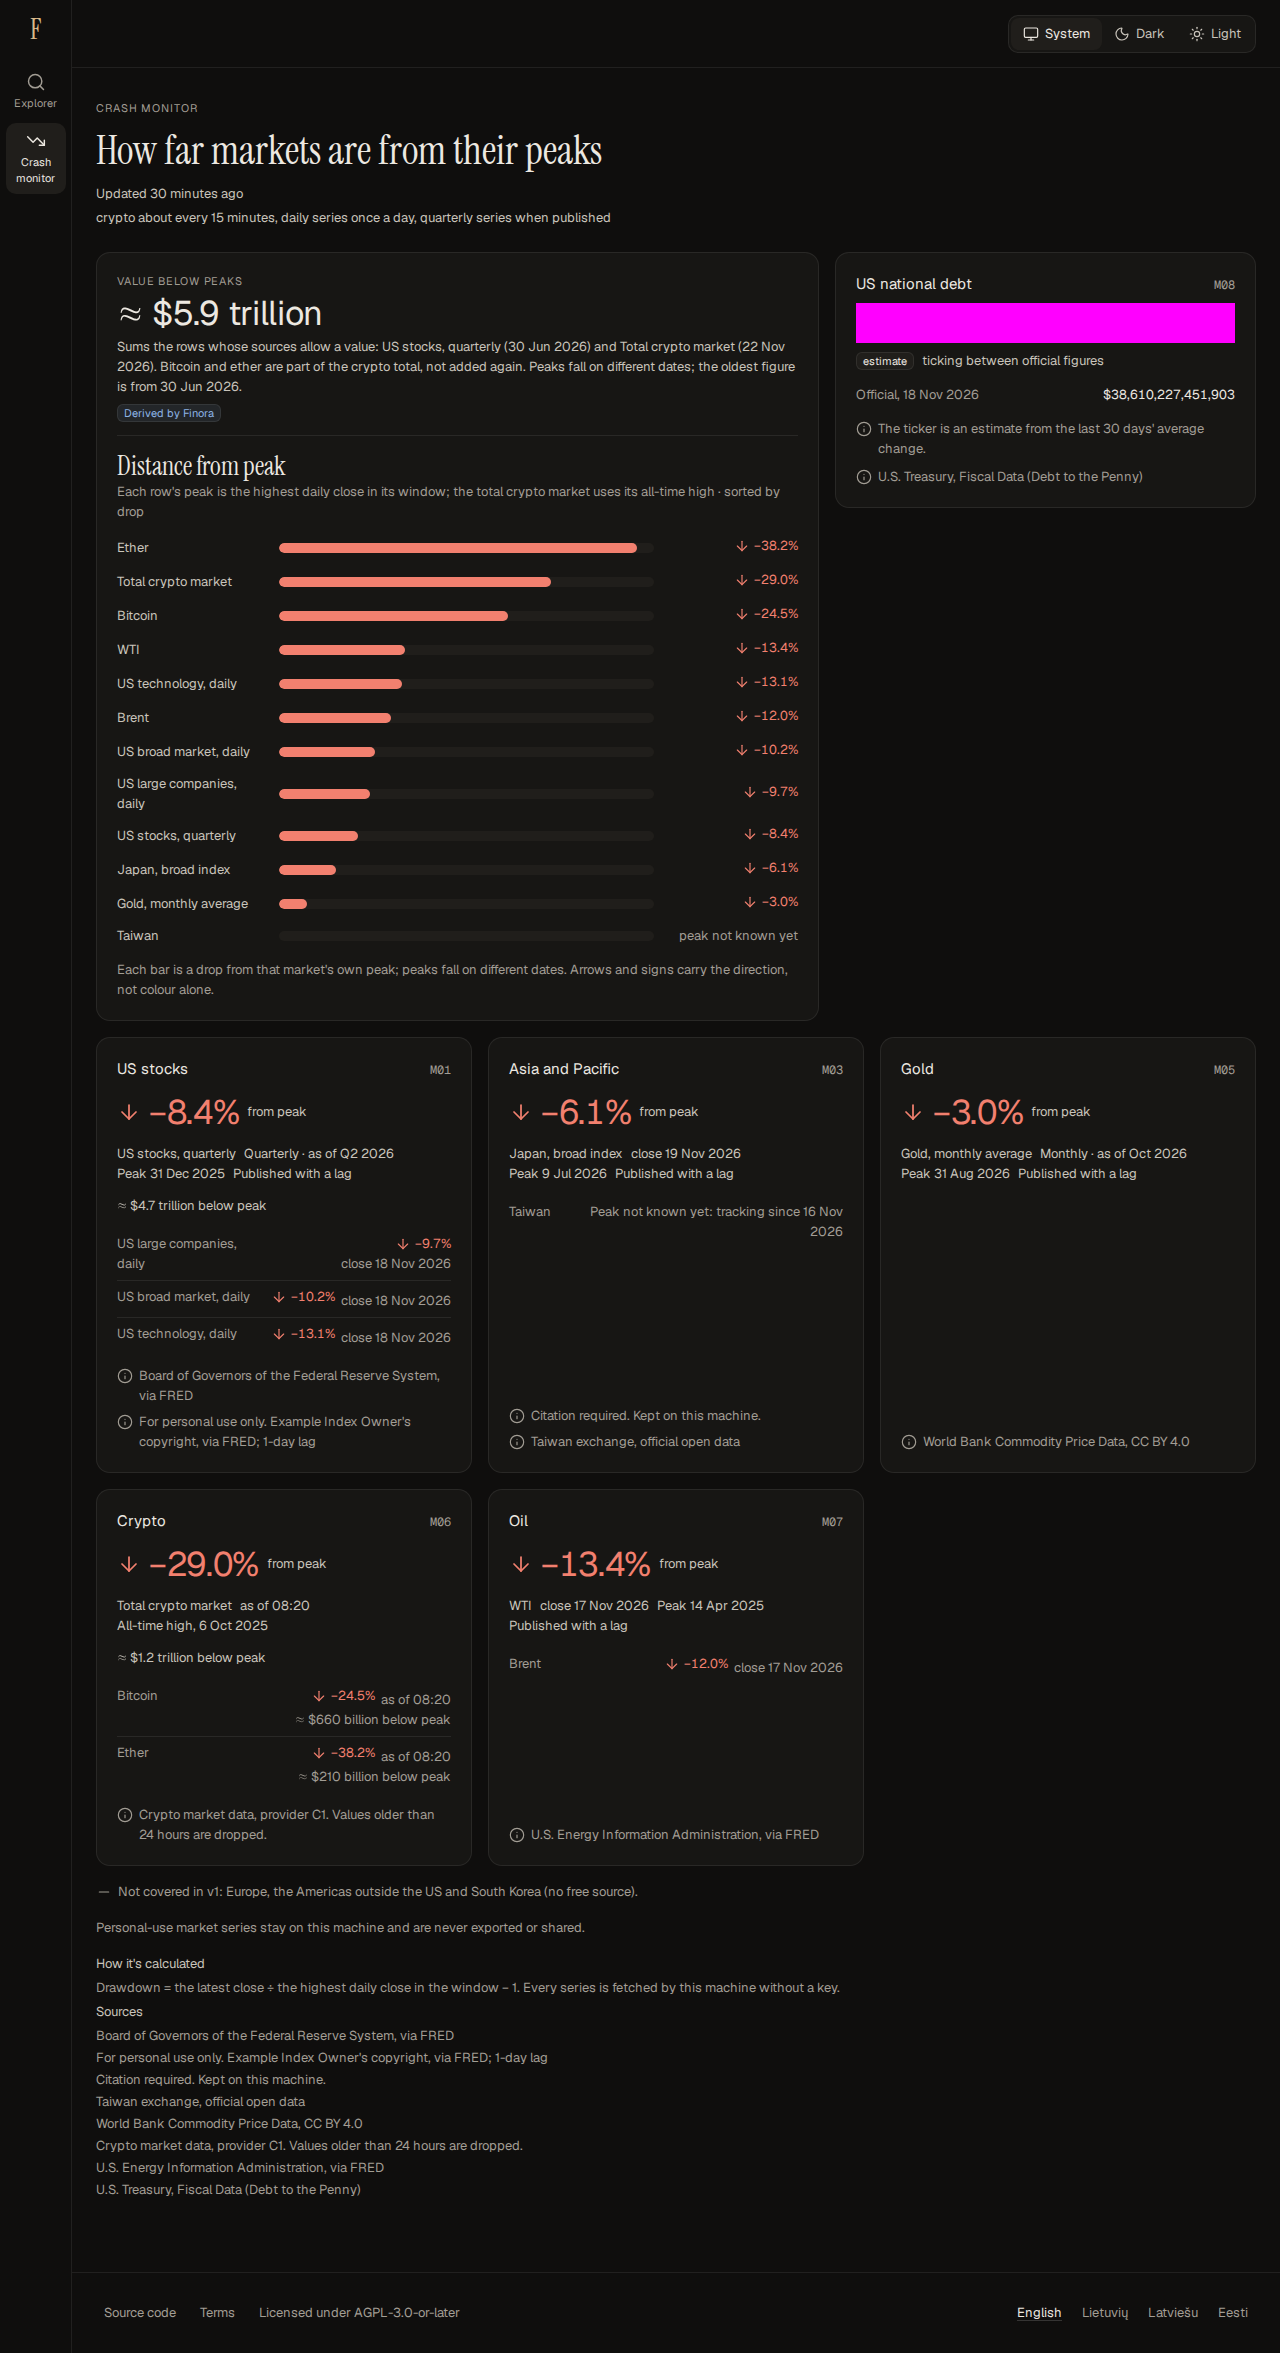 F
System
Dark
Light
Explorer
Crash
monitor
CRASH MONITOR
How far markets are from their peaks
Updated 30 minutes ago
crypto about every 15 minutes, daily series once a day, quarterly series when published
VALUE BELOW PEAKS
≈ $5.9 trillion
Sums the rows whose sources allow a value: US stocks, quarterly (30 Jun 2026) and Total crypto market (22 Nov
2026). Bitcoin and ether are part of the crypto total, not added again. Peaks fall on different dates; the oldest figure
is from 30 Jun 2026.
Derived by Finora
Distance from peak
Each row's peak is the highest daily close in its window; the total crypto market uses its all-time high · sorted by
drop
Ether ↓ −38.2%
Total crypto market ↓ −29.0%
Bitcoin ↓ −24.5%
WTI ↓ −13.4%
US technology, daily ↓ −13.1%
Brent ↓ −12.0%
US broad market, daily ↓ −10.2%
US large companies,
daily ↓ −9.7%
US stocks, quarterly ↓ −8.4%
Japan, broad index ↓ −6.1%
Gold, monthly average ↓ −3.0%
Taiwan peak not known yet
Each bar is a drop from that market's own peak; peaks fall on different dates. Arrows and signs carry the direction,
not colour alone.
US national debt M08
estimate ticking between official figures
Official, 18 Nov 2026 $38,610,227,451,903
The ticker is an estimate from the last 30 days' average
change.
U.S. Treasury, Fiscal Data (Debt to the Penny)
US stocks M01
↓ −8.4% from peak
US stocks, quarterly Quarterly · as of Q2 2026
Peak 31 Dec 2025 Published with a lag
≈ $4.7 trillion below peak
US large companies,
daily
↓ −9.7%
close 18 Nov 2026
US broad market, daily ↓ −10.2% close 18 Nov 2026
US technology, daily ↓ −13.1% close 18 Nov 2026
Board of Governors of the Federal Reserve System,
via FRED
For personal use only. Example Index Owner's
copyright, via FRED; 1-day lag
Asia and Pacific M03
↓ −6.1% from peak
Japan, broad index close 19 Nov 2026
Peak 9 Jul 2026 Published with a lag
Taiwan Peak not known yet: tracking since 16 Nov
2026
Citation required. Kept on this machine.
Taiwan exchange, official open data
Gold M05
↓ −3.0% from peak
Gold, monthly average Monthly · as of Oct 2026
Peak 31 Aug 2026 Published with a lag
World Bank Commodity Price Data, CC BY 4.0
Crypto M06
↓ −29.0% from peak
Total crypto market as of 08:20
All-time high, 6 Oct 2025
≈ $1.2 trillion below peak
Bitcoin ↓ −24.5% as of 08:20
≈ $660 billion below peak
Ether ↓ −38.2% as of 08:20
≈ $210 billion below peak
Crypto market data, provider C1. Values older than
24 hours are dropped.
Oil M07
↓ −13.4% from peak
WTI close 17 Nov 2026 Peak 14 Apr 2025
Published with a lag
Brent ↓ −12.0% close 17 Nov 2026
U.S. Energy Information Administration, via FRED
— Not covered in v1: Europe, the Americas outside the US and South Korea (no free source).
Personal-use market series stay on this machine and are never exported or shared.
How it's calculated
Drawdown = the latest close ÷ the highest daily close in the window − 1. Every series is fetched by this machine without a key.
Sources
Board of Governors of the Federal Reserve System, via FRED
For personal use only. Example Index Owner's copyright, via FRED; 1-day lag
Citation required. Kept on this machine.
Taiwan exchange, official open data
World Bank Commodity Price Data, CC BY 4.0
Crypto market data, provider C1. Values older than 24 hours are dropped.
U.S. Energy Information Administration, via FRED
U.S. Treasury, Fiscal Data (Debt to the Penny)
Source code Terms Licensed under AGPL-3.0-or-later
English Lietuvių Latviešu Eesti